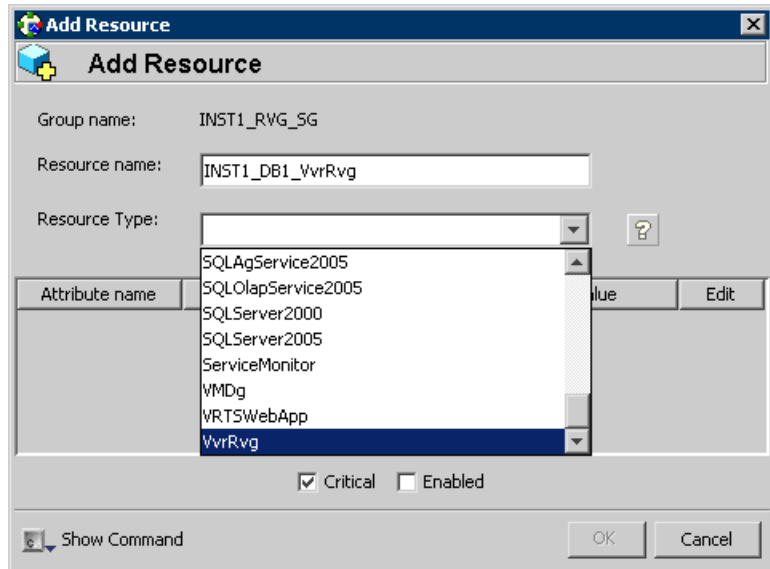 Add Resource
Add Resource
Group name: INST1_RVG_SG
Resource name: INST1_DB1_VvrRvg
Resource Type:
SQLAgService2005
SQLOlapService2005
SQLServer2000
SQLServer2005
ServiceMonitor
VMDg
VRTSWebApp
VvrRvg
Attribute name Edit
Critical Enabled
Show Command OK Cancel